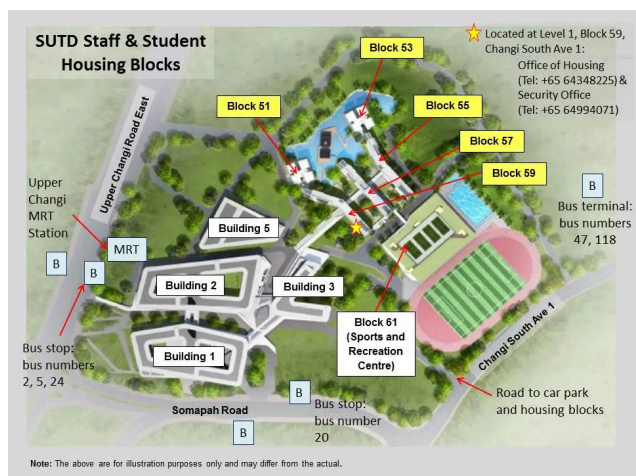 SUTD Staff & Student
Housing Blocks
Block 53
Located at Level 1, Block 59,
Changi South Ave 1:
Office of Housing
(Tel: +65 64348225) &
Security Office
(Tel: +65 64994071)
Block 51
Block 55
Block 57
Block 59
Upper Changi Road East
Upper
Changi
MRT
Station
B
Bus terminal:
bus numbers
47, 118
Building 5
MRT
B
B
Building 2
Building 3
Block 61
(Sports and
Recreation
Centre)
Changi South Ave 1
Bus stop:
bus numbers
2, 5, 24
Building 1
Road to car park
and housing blocks
Somapah Road
B
Bus stop:
bus number
20
B
Note: The above are for illustration purposes only and may differ from the actual.